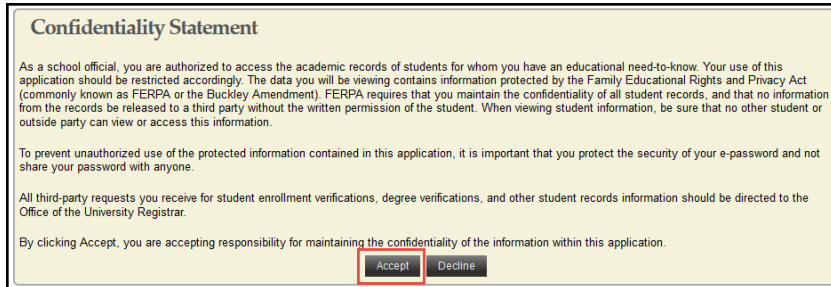 Confidentiality Statement
As a school official, you are authorized to access the academic records of students for whom you have an educational need-to-know. Your use of this
application should be restricted accordingly. The data you will be viewing contains information protected by the Family Educational Rights and Privacy Act
(commonly known as FERPA or the Buckley Amendment). FERPA requires that you maintain the confidentiality of all student records, and that no information
from the records be released to a third party without the written permission of the student. When viewing student information, be sure that no other student or
outside party can view or access this information.
To prevent unauthorized use of the protected information contained in this application, it is important that you protect the security of your e-password and not
share your password with anyone.
All third-party requests you receive for student enrollment verifications, degree verifications, and other student records information should be directed to the
Office of the University Registrar.
By clicking Accept, you are accepting responsibility for maintaining the confidentiality of the information within this application.
Accept Decline